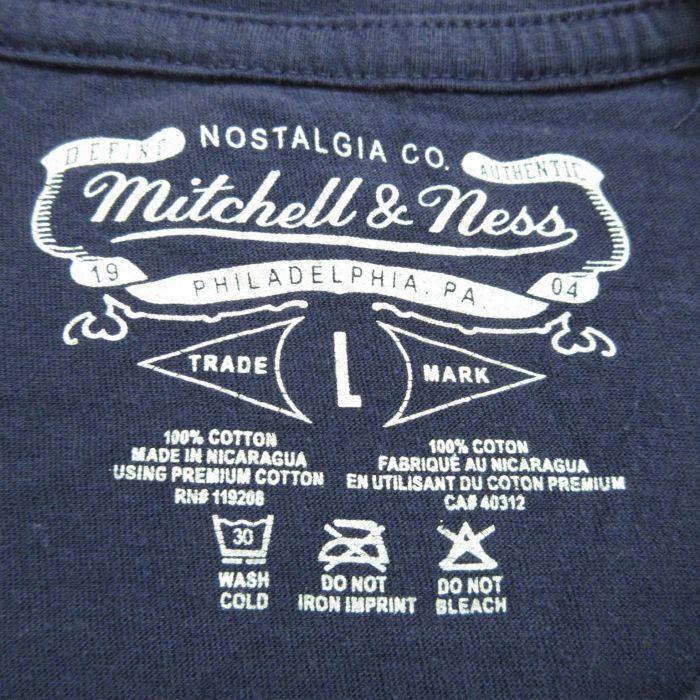 NOSTALGIA CO.
DEFINE
AUTHENTIC
Mitchell & Ness
19
PHILADELPHIA, PA.
04
TRADE
L
MARK
100% COTTON
MADE IN NICARAGUA
USING PREMIUM COTTON
RN# 119208
100% COTON
FABRIQUÉ AU NICARAGUA
EN UTILISANT DU COTON PREMIUM
CA# 40312
30
WASH
COLD
DO NOT
IRON IMPRINT
DO NOT
BLEACH